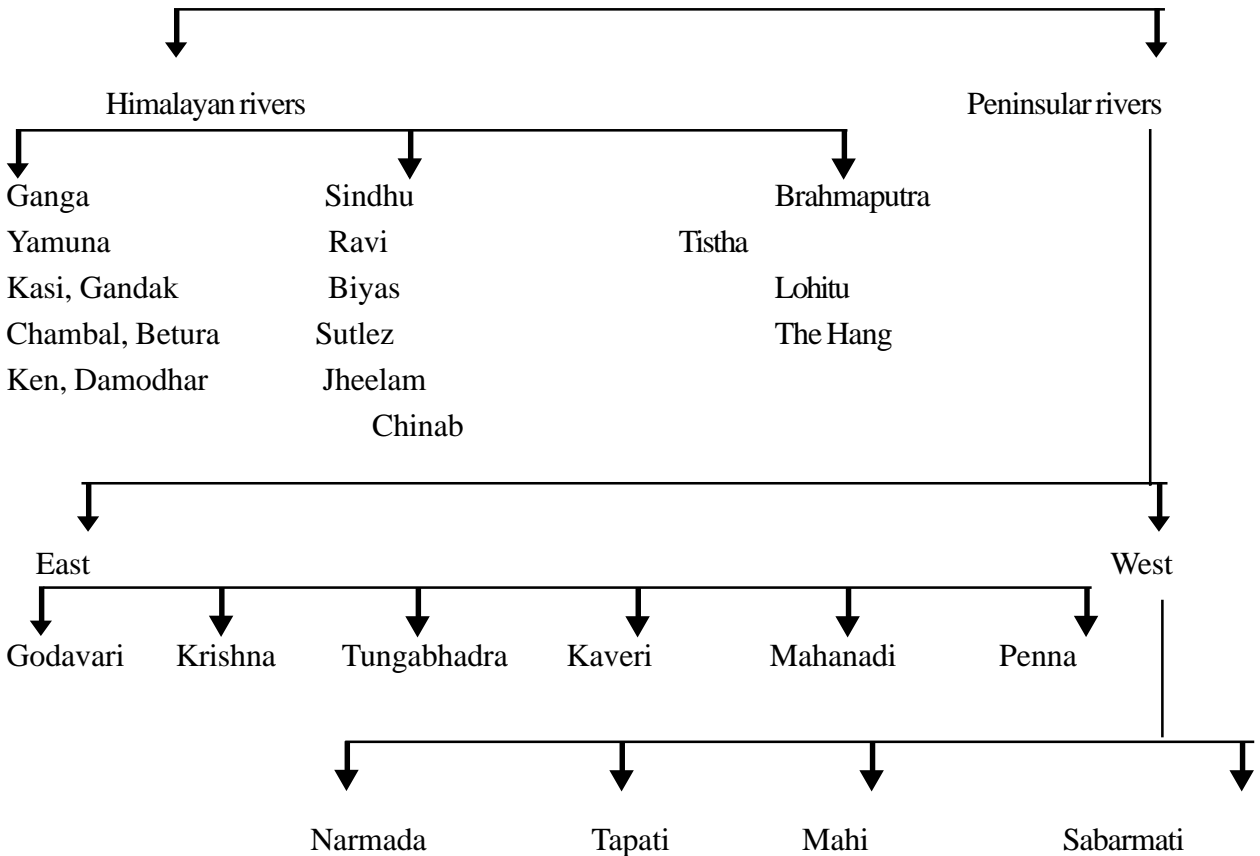 Himalayan rivers Peninsular rivers
Ganga Sindhu Brahmaputra
Yamuna Ravi Tistha
Kasi, Gandak Biyas Lohitu
Chambal, Betura Sutlez The Hang
Ken, Damodhar Jheelam
Chinab
East West
Godavari Krishna Tungabhadra Kaveri Mahanadi Penna
Narmada Tapati Mahi Sabarmati